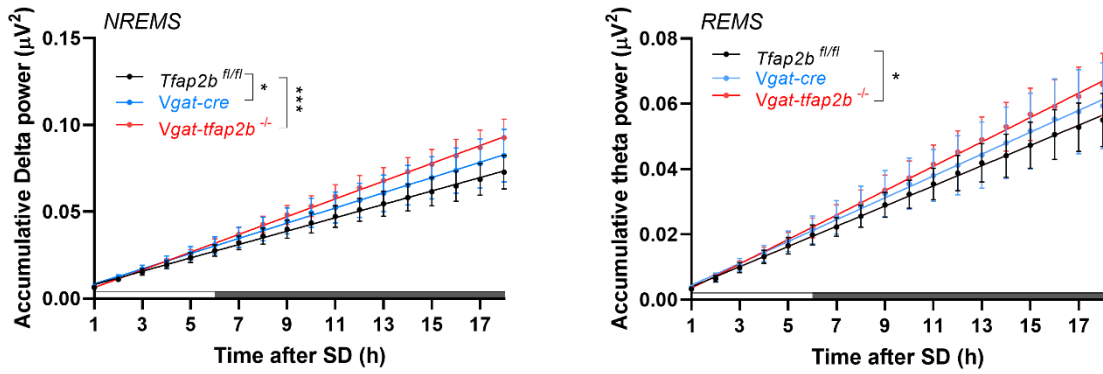 NREMS
Accumulative Delta power (μV²)
0.15
0.10
0.05
0.00
Tfap2b fl/fl
Vgat-cre
Vgat-tfap2b -/-
*
***
1 3 5 7 9 11 13 15 17
Time after SD (h)
REMS
Accumulative theta power (μV²)
0.08
0.06
0.04
0.02
0.00
Tfap2b fl/fl
Vgat-cre
Vgat-tfap2b -/-
*
1 3 5 7 9 11 13 15 17
Time after SD (h)